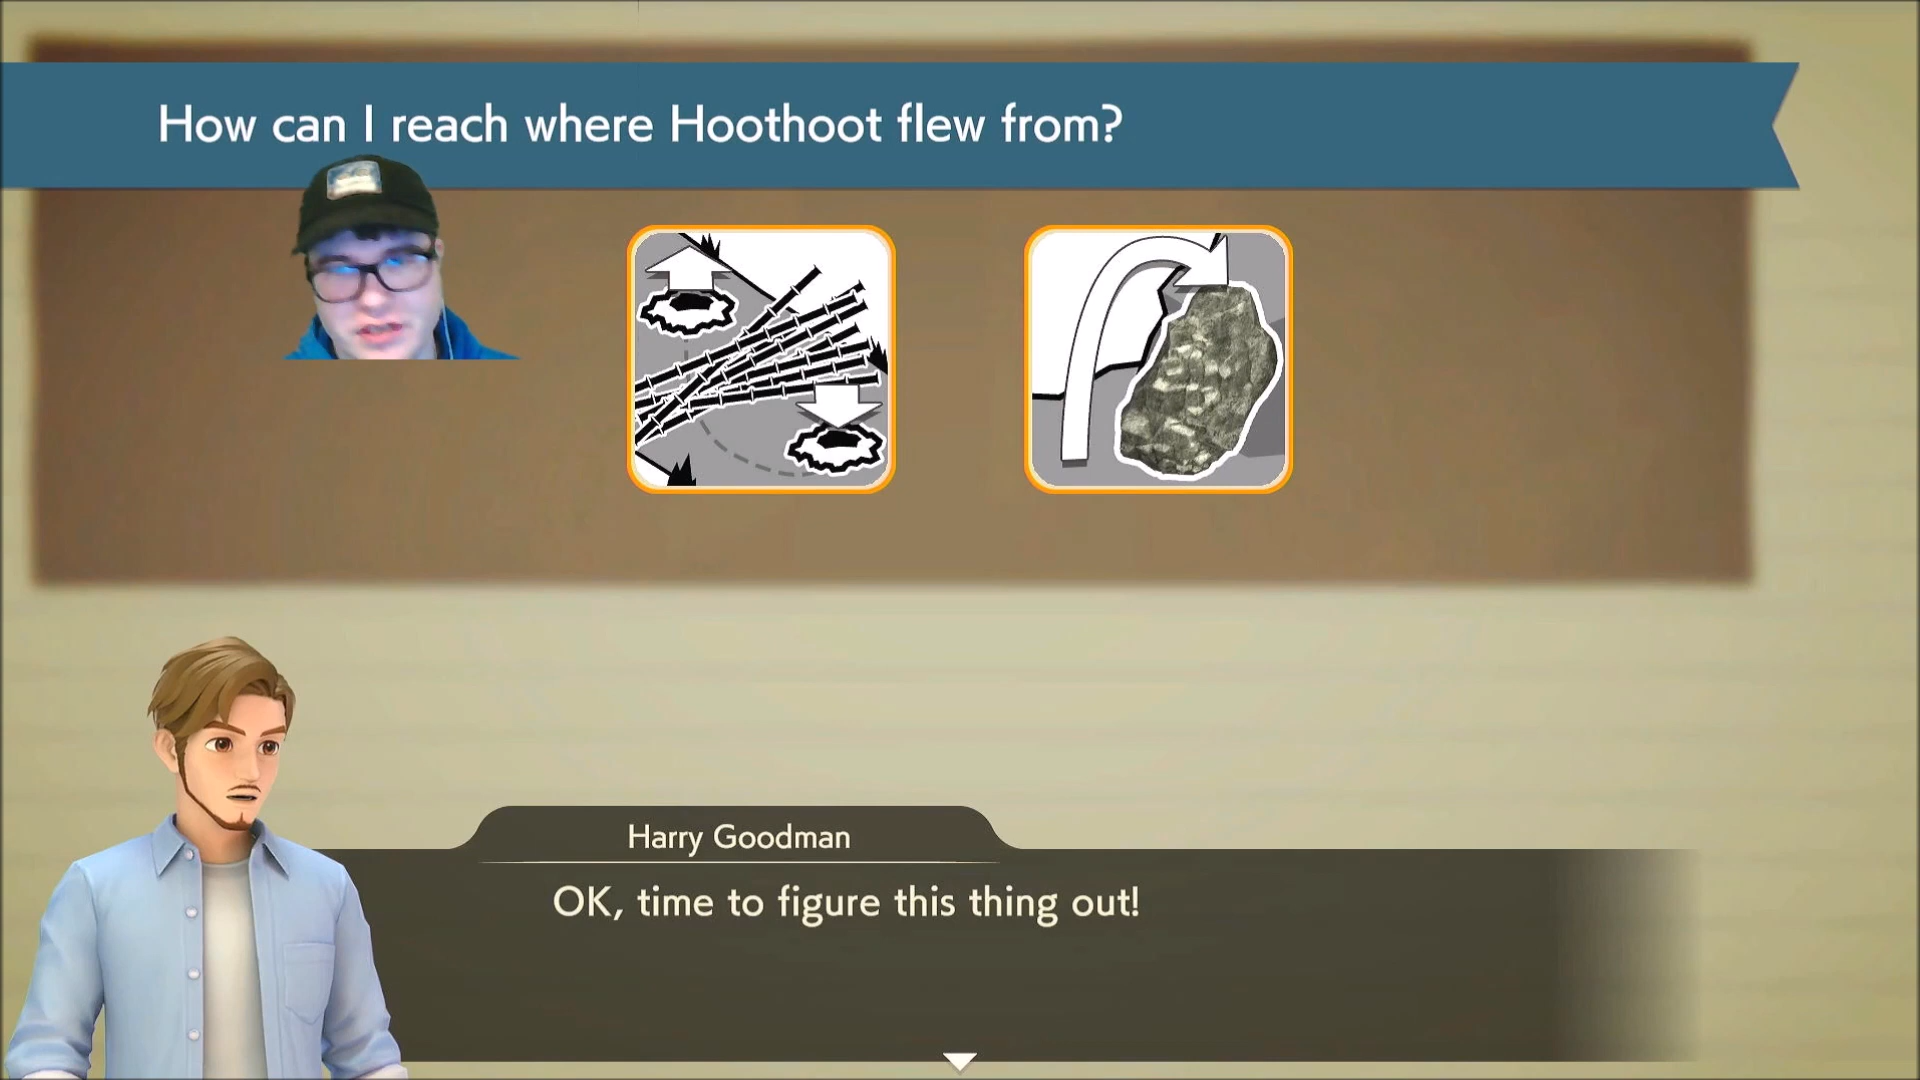 How can I reach where Hoothoot flew from?
Harry Goodman
OK, time to figure this thing out!